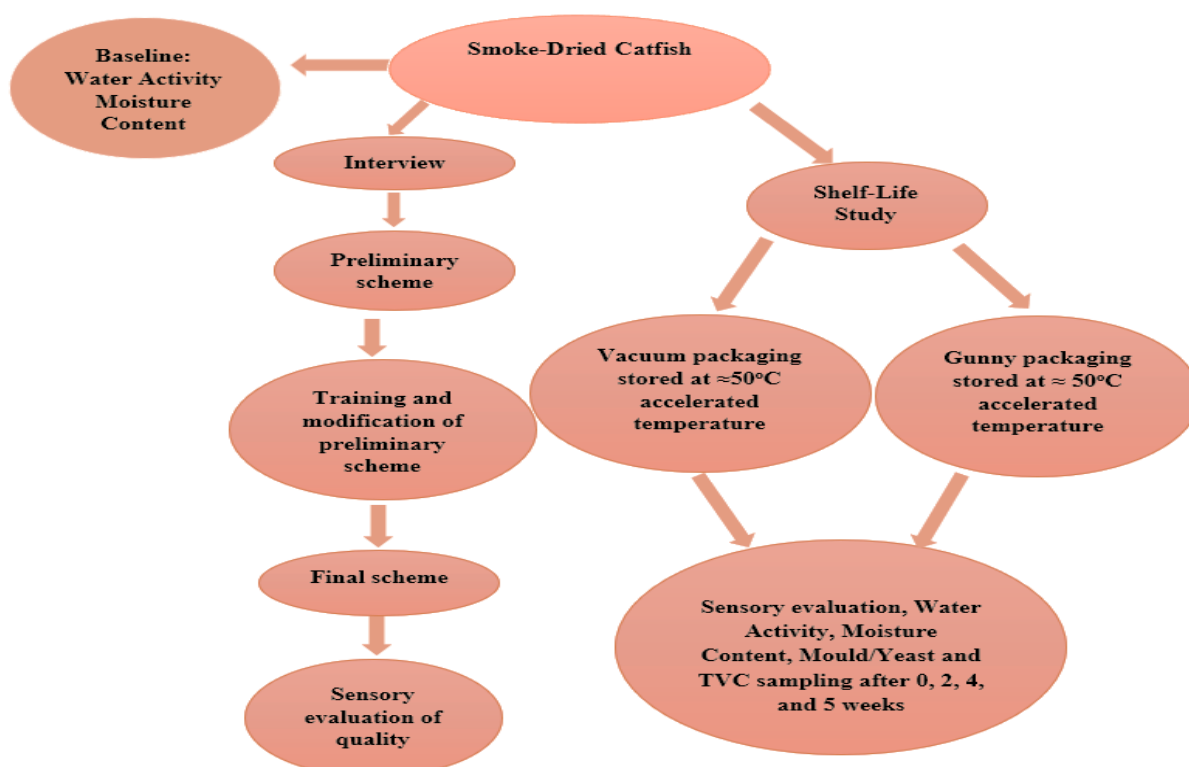 Smoke-Dried Catfish
Baseline:
Water Activity
Moisture
Content
Interview
Preliminary
scheme
Training and
modification of
preliminary
scheme
Final scheme
Sensory
evaluation of
quality
Shelf-Life
Study
Vacuum packaging
stored at ≈50°C
accelerated
temperature
Gunny packaging
stored at ≈ 50°C
accelerated
temperature
Sensory evaluation, Water
Activity, Moisture
Content, Mould/Yeast and
TVC sampling after 0, 2, 4,
and 5 weeks